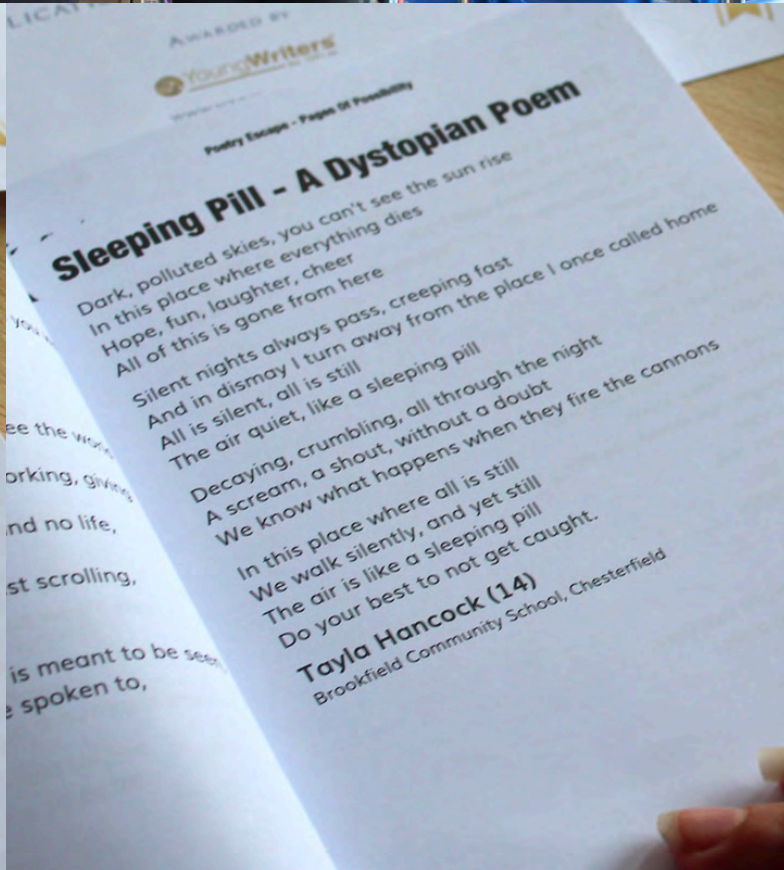 AWARDED BY
YoungWriters
Poetry Escape - Pages Of Possibility
Sleeping Pill - A Dystopian Poem
Dark, polluted skies, you can't see the sun rise
In this place where everything dies
Hope, fun, laughter, cheer
All of this is gone from here
Silent nights always pass, creeping fast
And in dismay I turn away from the place I once called home
All is silent, all is still
The air quiet, like a sleeping pill
Decaying, crumbling, all through the night
A scream, a shout, without a doubt
We know what happens when they fire the cannons
In this place where all is still
We walk silently, and yet still
The air is like a sleeping pill
Do your best to not get caught.
Tayla Hancock (14)
Brookfield Community School, Chesterfield
you
ee the
orking, giving
nd no life,
st scrolling,
is meant to be seen
spoken to,